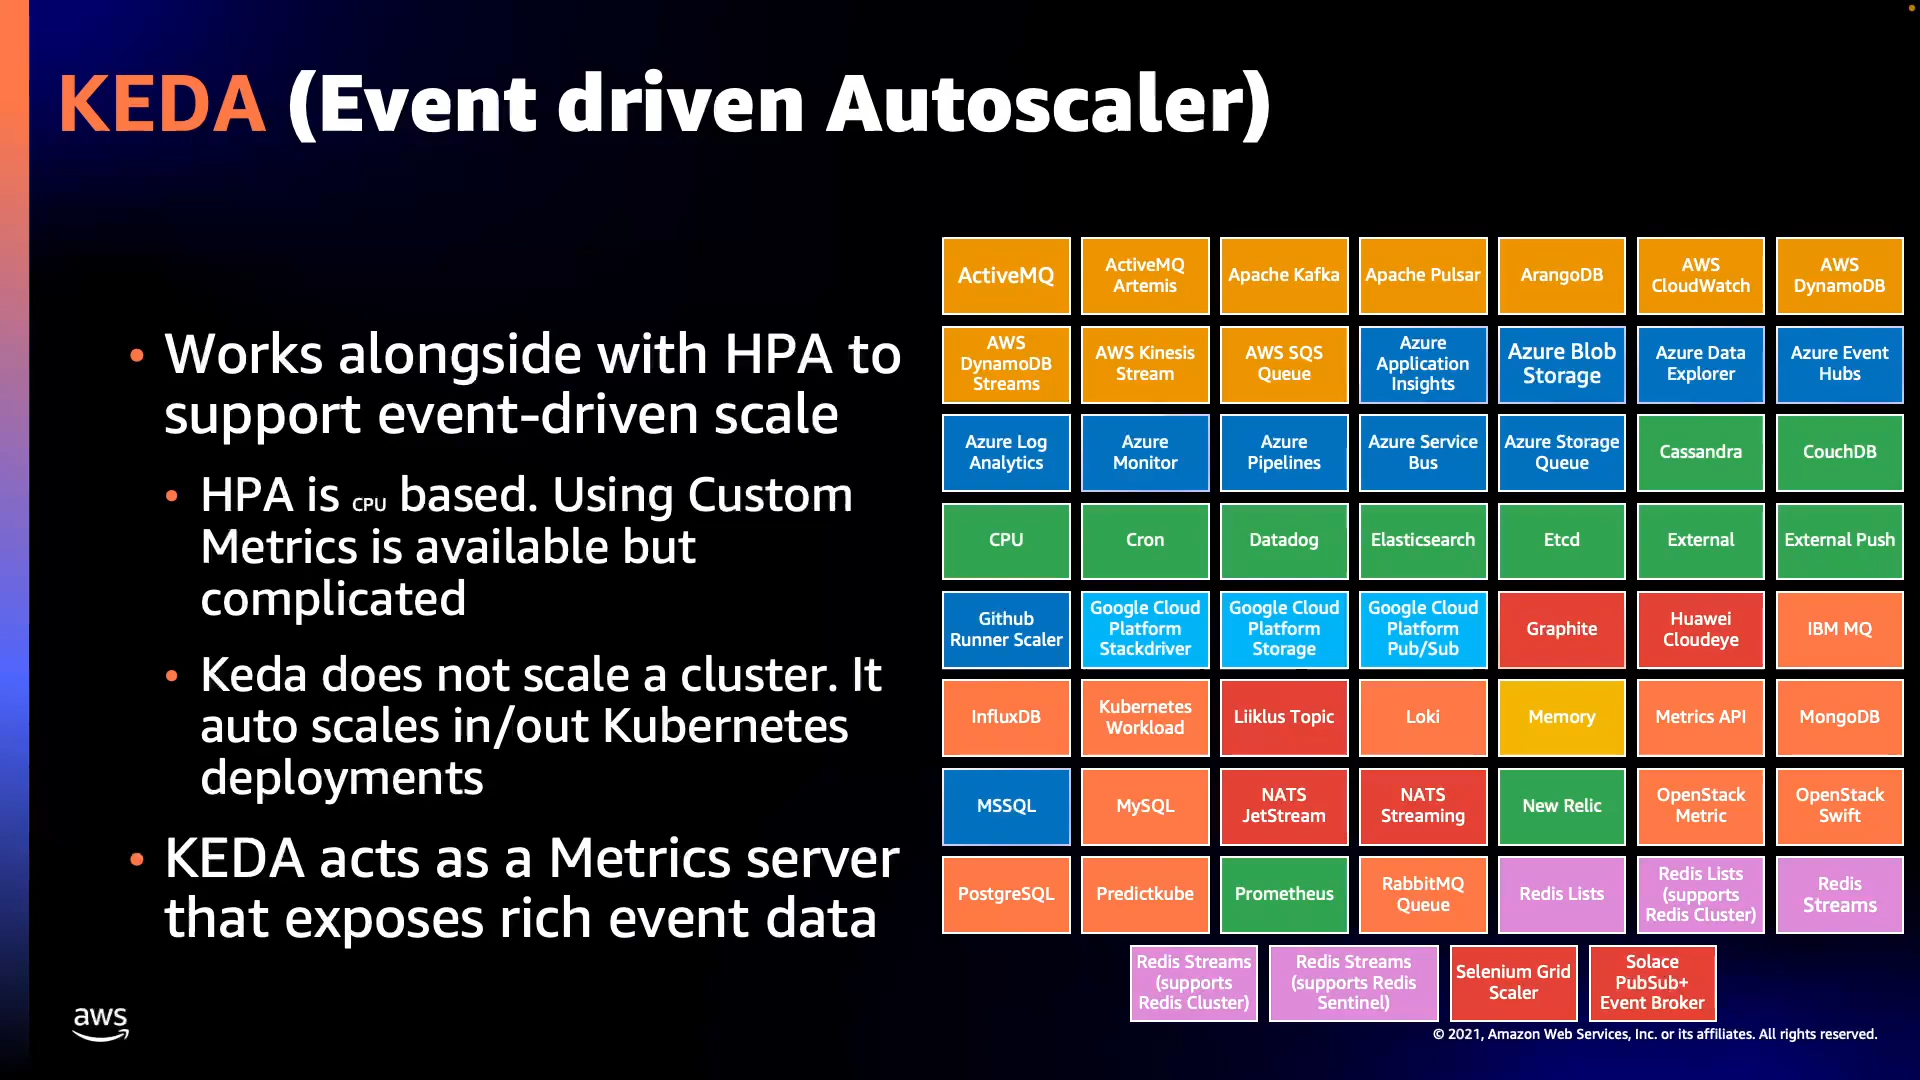 KEDA (Event driven Autoscaler)
• Works alongside with HPA to
support event-driven scale
• HPA is CPU based. Using Custom
Metrics is available but
complicated
• Keda does not scale a cluster. It
auto scales in/out Kubernetes
deployments
• KEDA acts as a Metrics server
that exposes rich event data
ActiveMQ
ActiveMQ
Artemis
Apache Kafka
Apache Pulsar
ArangoDB
AWS
CloudWatch
AWS
DynamoDB
AWS
DynamoDB
Streams
AWS Kinesis
Stream
AWS SQS
Queue
Azure
Application
Insights
Azure Blob
Storage
Azure Data
Explorer
Azure Event
Hubs
Azure Log
Analytics
Azure
Monitor
Azure
Pipelines
Azure Service
Bus
Azure Storage
Queue
Cassandra
CouchDB
CPU
Cron
Datadog
Elasticsearch
Etcd
External
External Push
Github
Runner Scaler
Google Cloud
Platform
Stackdriver
Google Cloud
Platform
Storage
Google Cloud
Platform
Pub/Sub
Graphite
Huawei
Cloudeye
IBM MQ
InfluxDB
Kubernetes
Workload
Liiklus Topic
Loki
Memory
Metrics API
MongoDB
MSSQL
MySQL
NATS
JetStream
NATS
Streaming
New Relic
OpenStack
Metric
OpenStack
Swift
PostgreSQL
Predictkube
Prometheus
RabbitMQ
Queue
Redis Lists
Redis Lists
(supports
Redis Cluster)
Redis
Streams
Redis Streams
(supports
Redis Cluster)
Redis Streams
(supports Redis
Sentinel)
Selenium Grid
Scaler
Solace
PubSub+
Event Broker
aws
© 2021, Amazon Web Services, Inc. or its affiliates. All rights reserved.